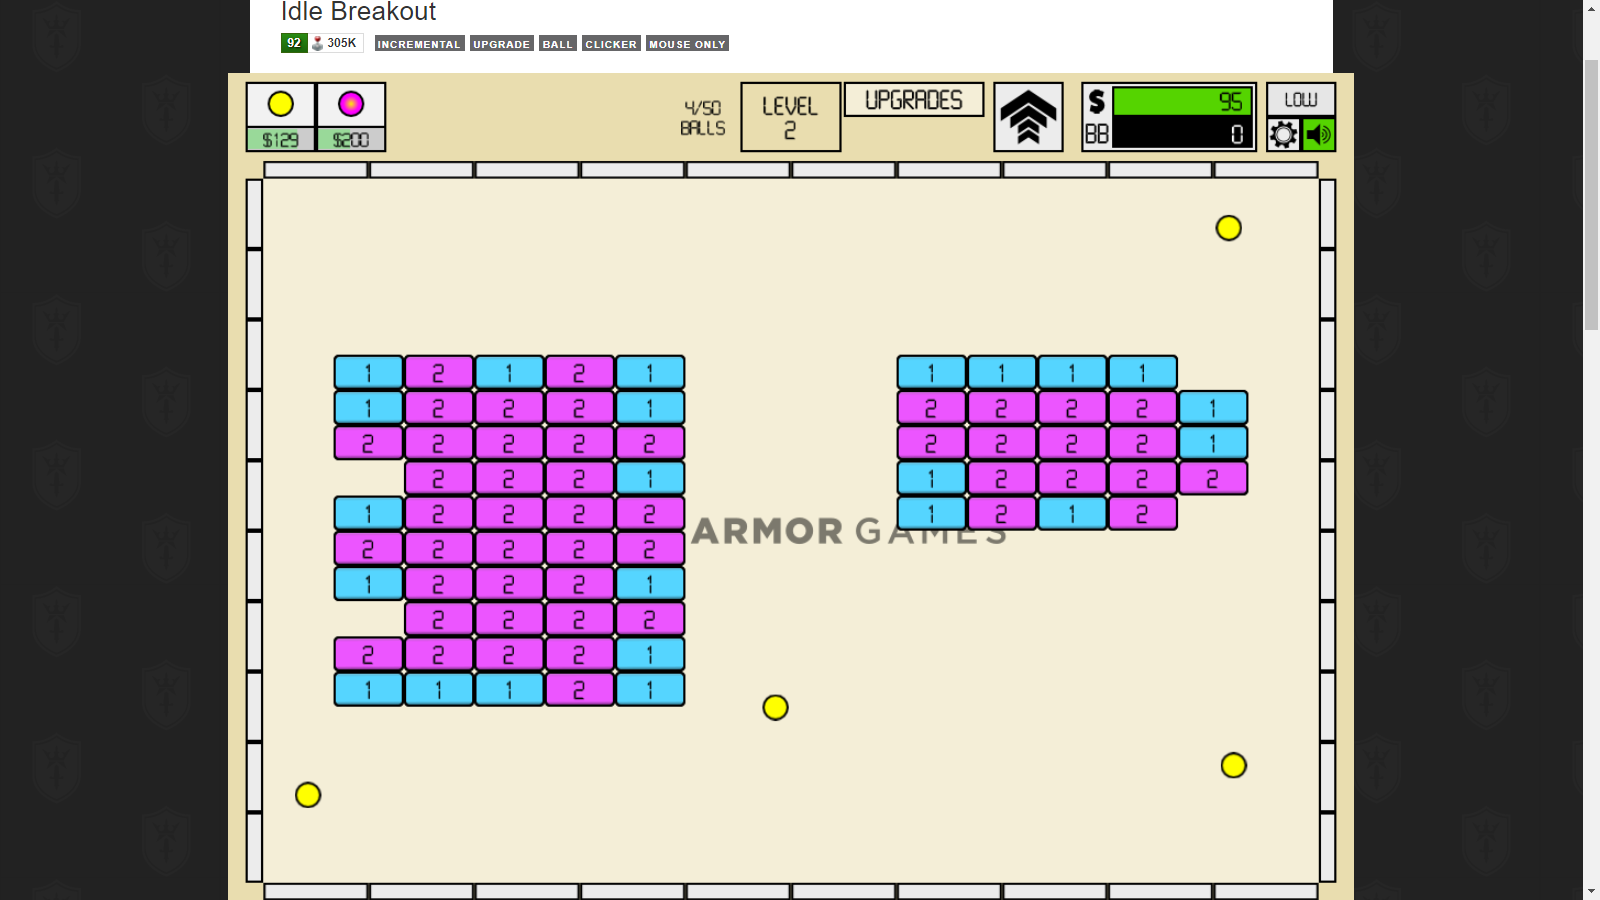 Idle Breakout
92 305K INCREMENTAL UPGRADE BALL CLICKER MOUSE ONLY
$129 $200
4/50
BALLS
LEVEL
2
UPGRADES
$ 95
BB 0
LOW
1 2 1 2 1 1 1 1 1
1 2 2 2 1 2 2 2 2 1
2 2 2 2 2 2 2 2 2 1
2 2 2 1 1 2 2 2 2
1 2 2 2 2 1 2 1 2
ARMOR GAMES
2 2 2 2 2
1 2 2 2 1
2 2 2 2
2 2 2 2 1
1 1 1 2 1